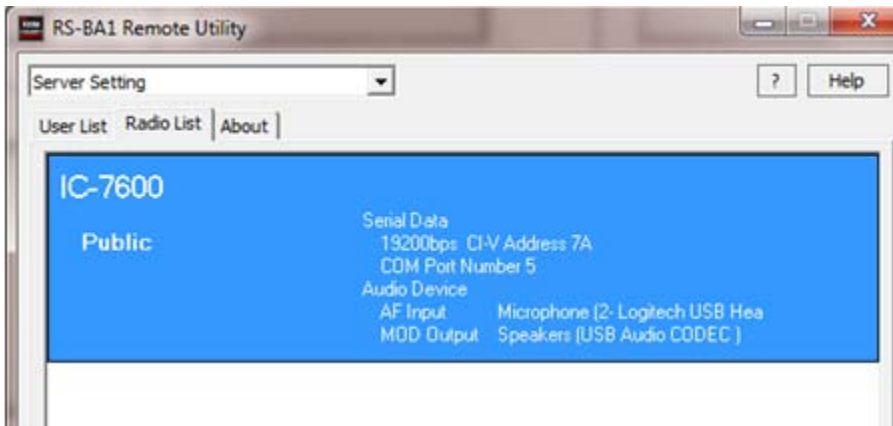 RS-BA1 Remote Utility
Server Setting
? Help
User List Radio List About
IC-7600
Public
Serial Data
19200bps CI-V Address 7A
COM Port Number 5
Audio Device
AF Input Microphone (2- Logitech USB Hea
MOD Output Speakers (USB Audio CODEC )